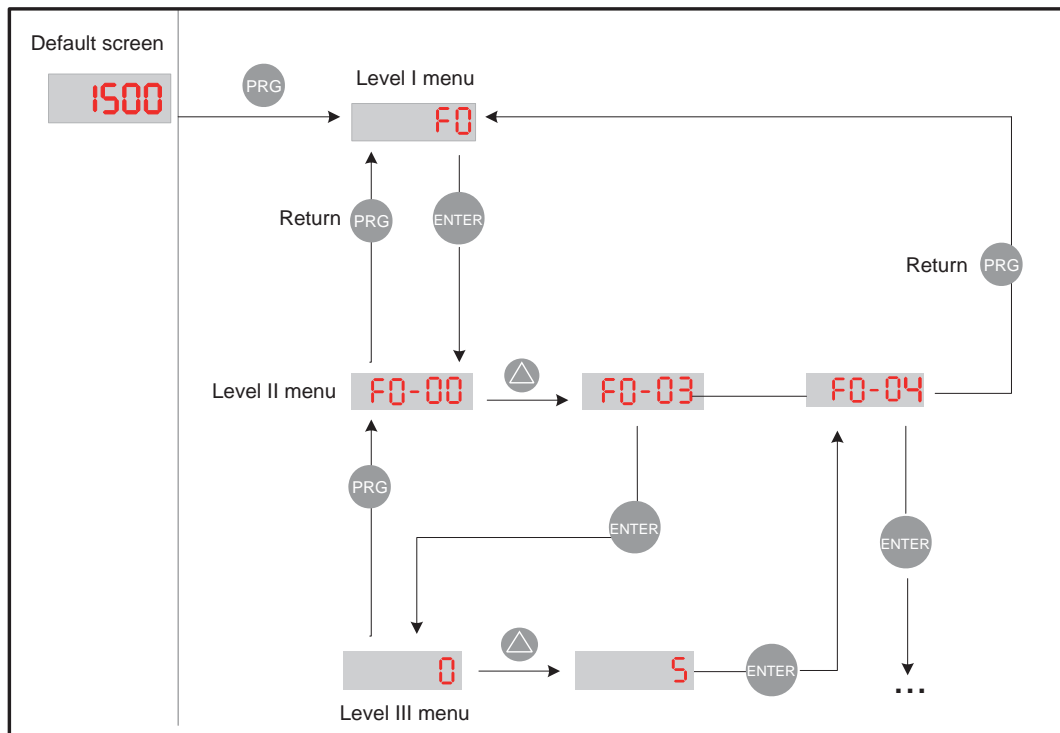 Default screen
1500
PRG
Level I menu
F0
Return
PRG
ENTER
Return
PRG
Level II menu
F0-00
F0-03
F0-04
PRG
ENTER
ENTER
0
5
ENTER
...
Level III menu